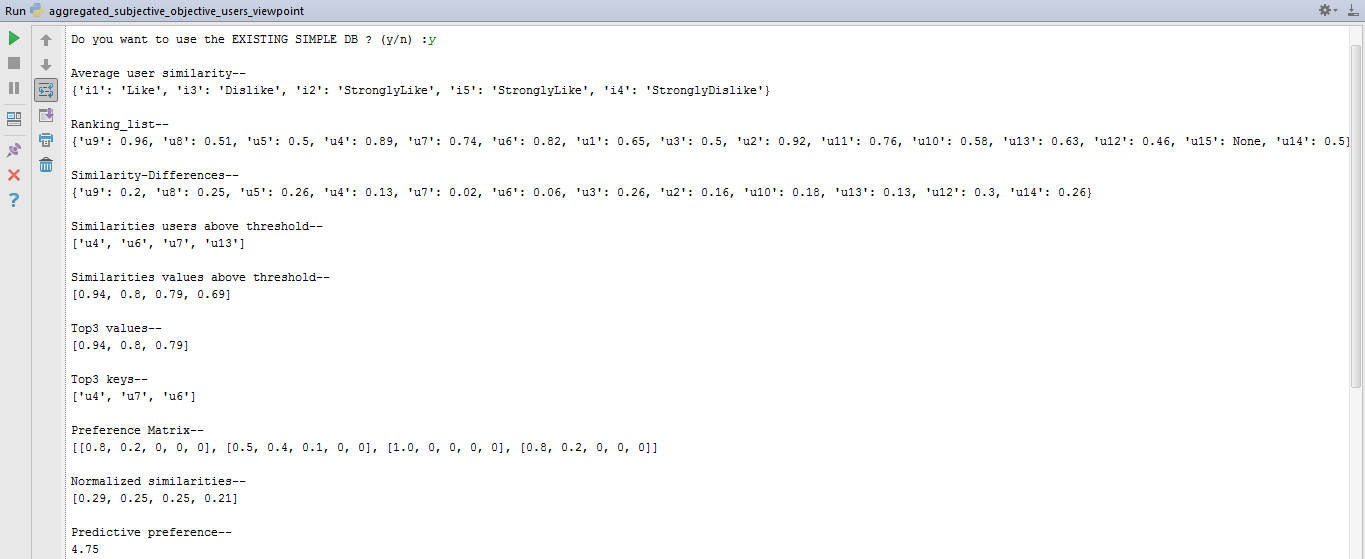 Run aggregated_subjective_objective_users_viewpoint
Do you want to use the EXISTING SIMPLE DB ? (y/n) :y
Average user similarity--
{'i1': 'Like', 'i3': 'Dislike', 'i2': 'StronglyLike', 'i5': 'StronglyLike', 'i4': 'StronglyDislike'}
Ranking_list--
{'u9': 0.96, 'u8': 0.51, 'u5': 0.5, 'u4': 0.89, 'u7': 0.74, 'u6': 0.82, 'u1': 0.65, 'u3': 0.5, 'u2': 0.92, 'u11': 0.76, 'u10': 0.58, 'u13': 0.63, 'u12': 0.46, 'u15': None, 'u14': 0.5}
Similarity-Differences--
{'u9': 0.2, 'u8': 0.25, 'u5': 0.26, 'u4': 0.13, 'u7': 0.02, 'u6': 0.06, 'u3': 0.26, 'u2': 0.16, 'u10': 0.18, 'u13': 0.13, 'u12': 0.3, 'u14': 0.26}
Similarities users above threshold--
['u4', 'u6', 'u7', 'u13']
Similarities values above threshold--
[0.94, 0.8, 0.79, 0.69]
Top3 values--
[0.94, 0.8, 0.79]
Top3 keys--
['u4', 'u7', 'u6']
Preference Matrix--
[[0.8, 0.2, 0, 0, 0], [0.5, 0.4, 0.1, 0, 0], [1.0, 0, 0, 0, 0], [0.8, 0.2, 0, 0, 0]]
Normalized similarities--
[0.29, 0.25, 0.25, 0.21]
Predictive preference--
4.75